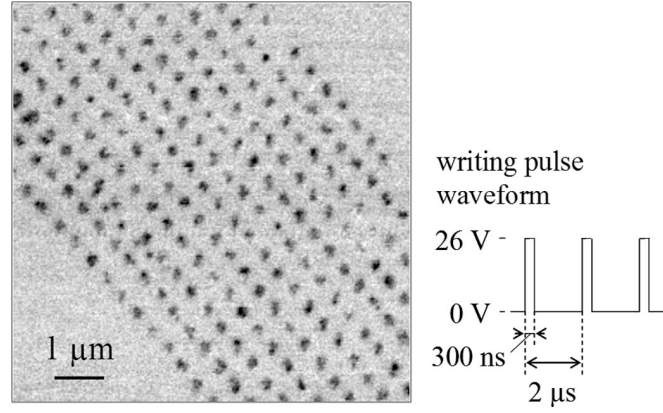 1 µm
writing pulse
waveform
26 V
0 V
300 ns
2 µs